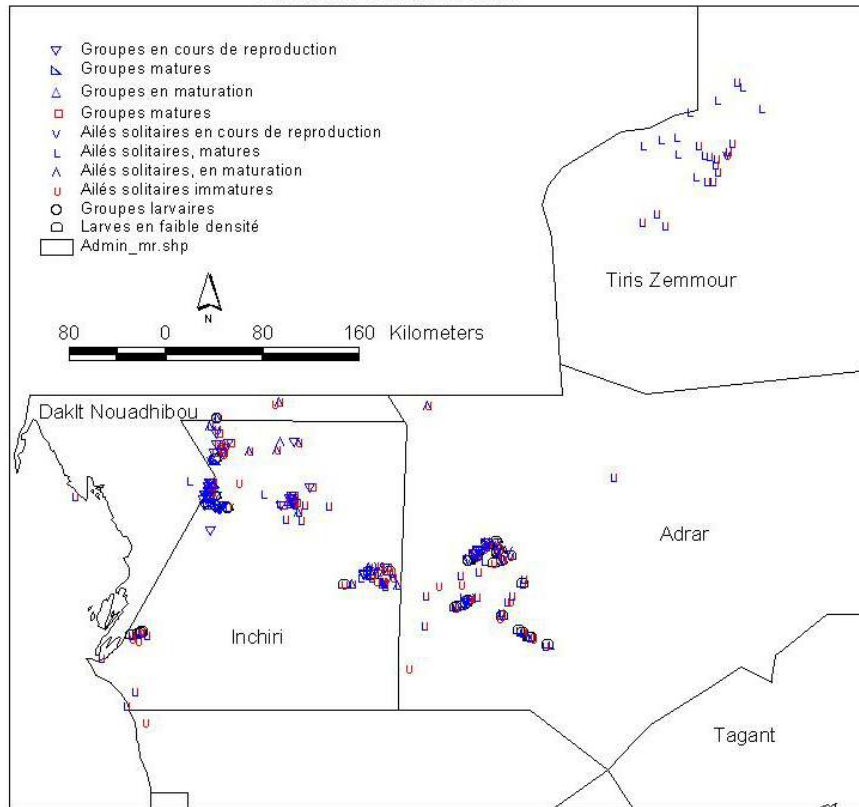 Groupes en cours de reproduction
Groupes matures
Groupes en maturation
Groupes matures
Ailés solitaires en cours de reproduction
Ailés solitaires, matures
Ailés solitaires, en maturation
Ailés solitaires immatures
Groupes larvaires
Larves en faible densité
Admin_mr.shp
N
80 0 80 160 Kilometers
Tiris Zemmour
Daklt Nouadhibou
Adrar
Inchiri
Tagant